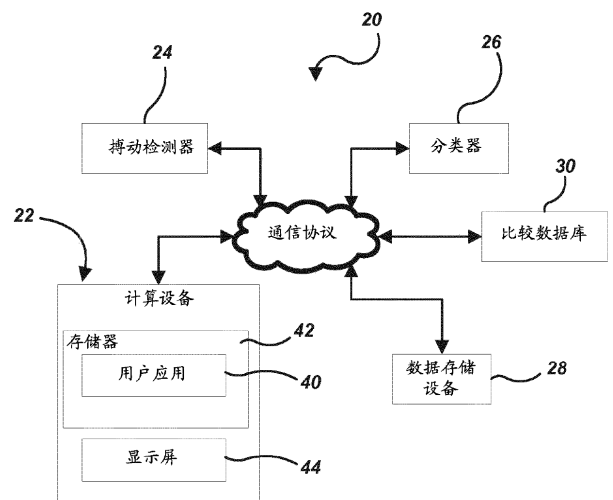 20
24
26
搏动检测器
分类器
30
22
通信协议
比较数据库
计算设备
存储器
42
用户应用
40
数据存储
设备
28
显示屏
44